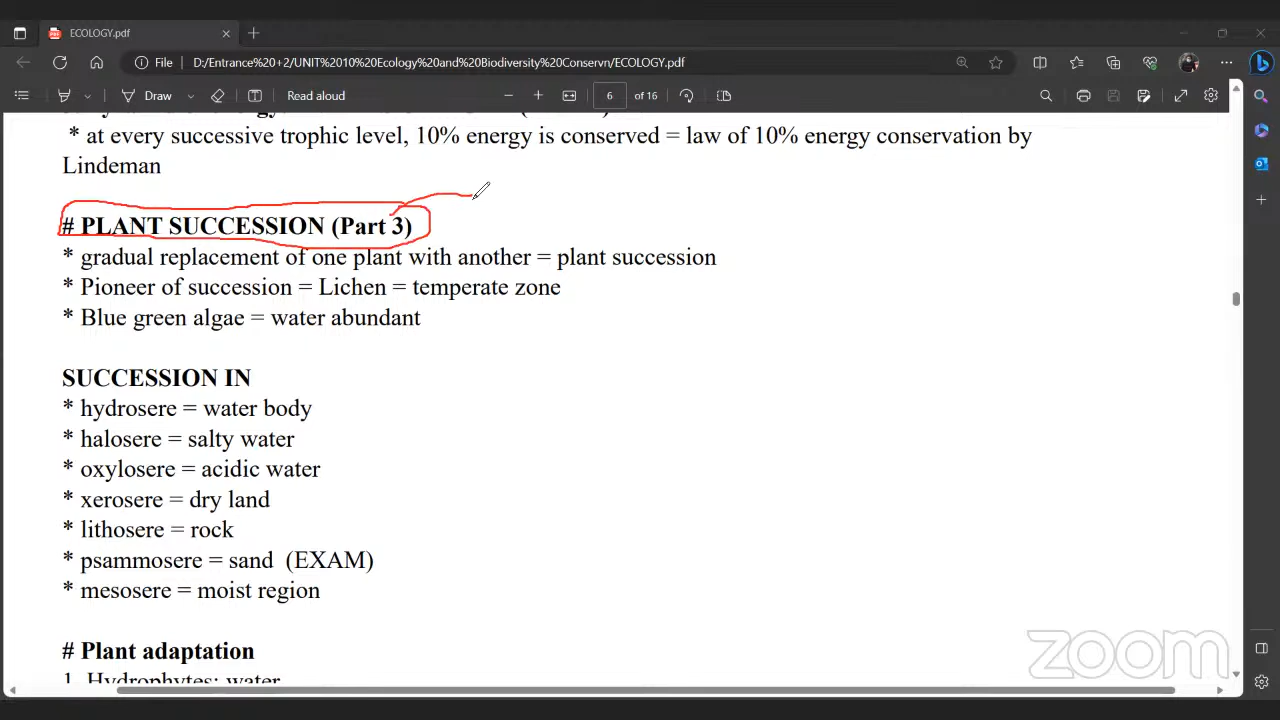 ECOLOGY.pdf
File D:/Entrance%20+2/UNIT%2010%20Ecology%20and%20Biodiversity%20Conservn/ECOLOGY.pdf
Draw Read aloud 6 of 16
* at every successive trophic level, 10% energy is conserved = law of 10% energy conservation by
Lindeman
# PLANT SUCCESSION (Part 3)
* gradual replacement of one plant with another = plant succession
* Pioneer of succession = Lichen = temperate zone
* Blue green algae = water abundant
SUCCESSION IN
* hydrosere = water body
* halosere = salty water
* oxylosere = acidic water
* xerosere = dry land
* lithosere = rock
* psammosere = sand (EXAM)
* mesosere = moist region
# Plant adaptation
1. Hydrophytes: water
zoom